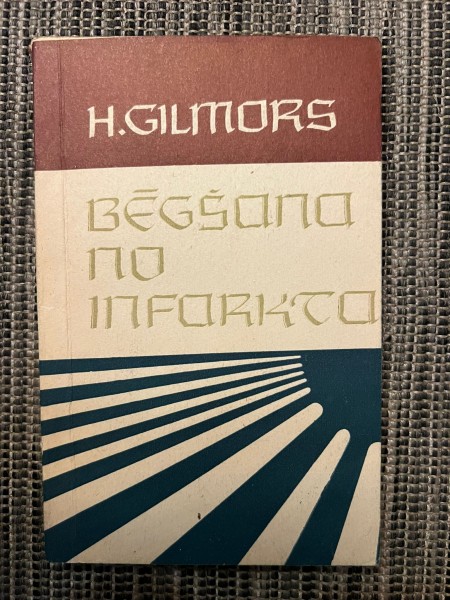 H.GILMORS
BĒGŠANA
NO
INFARKTA